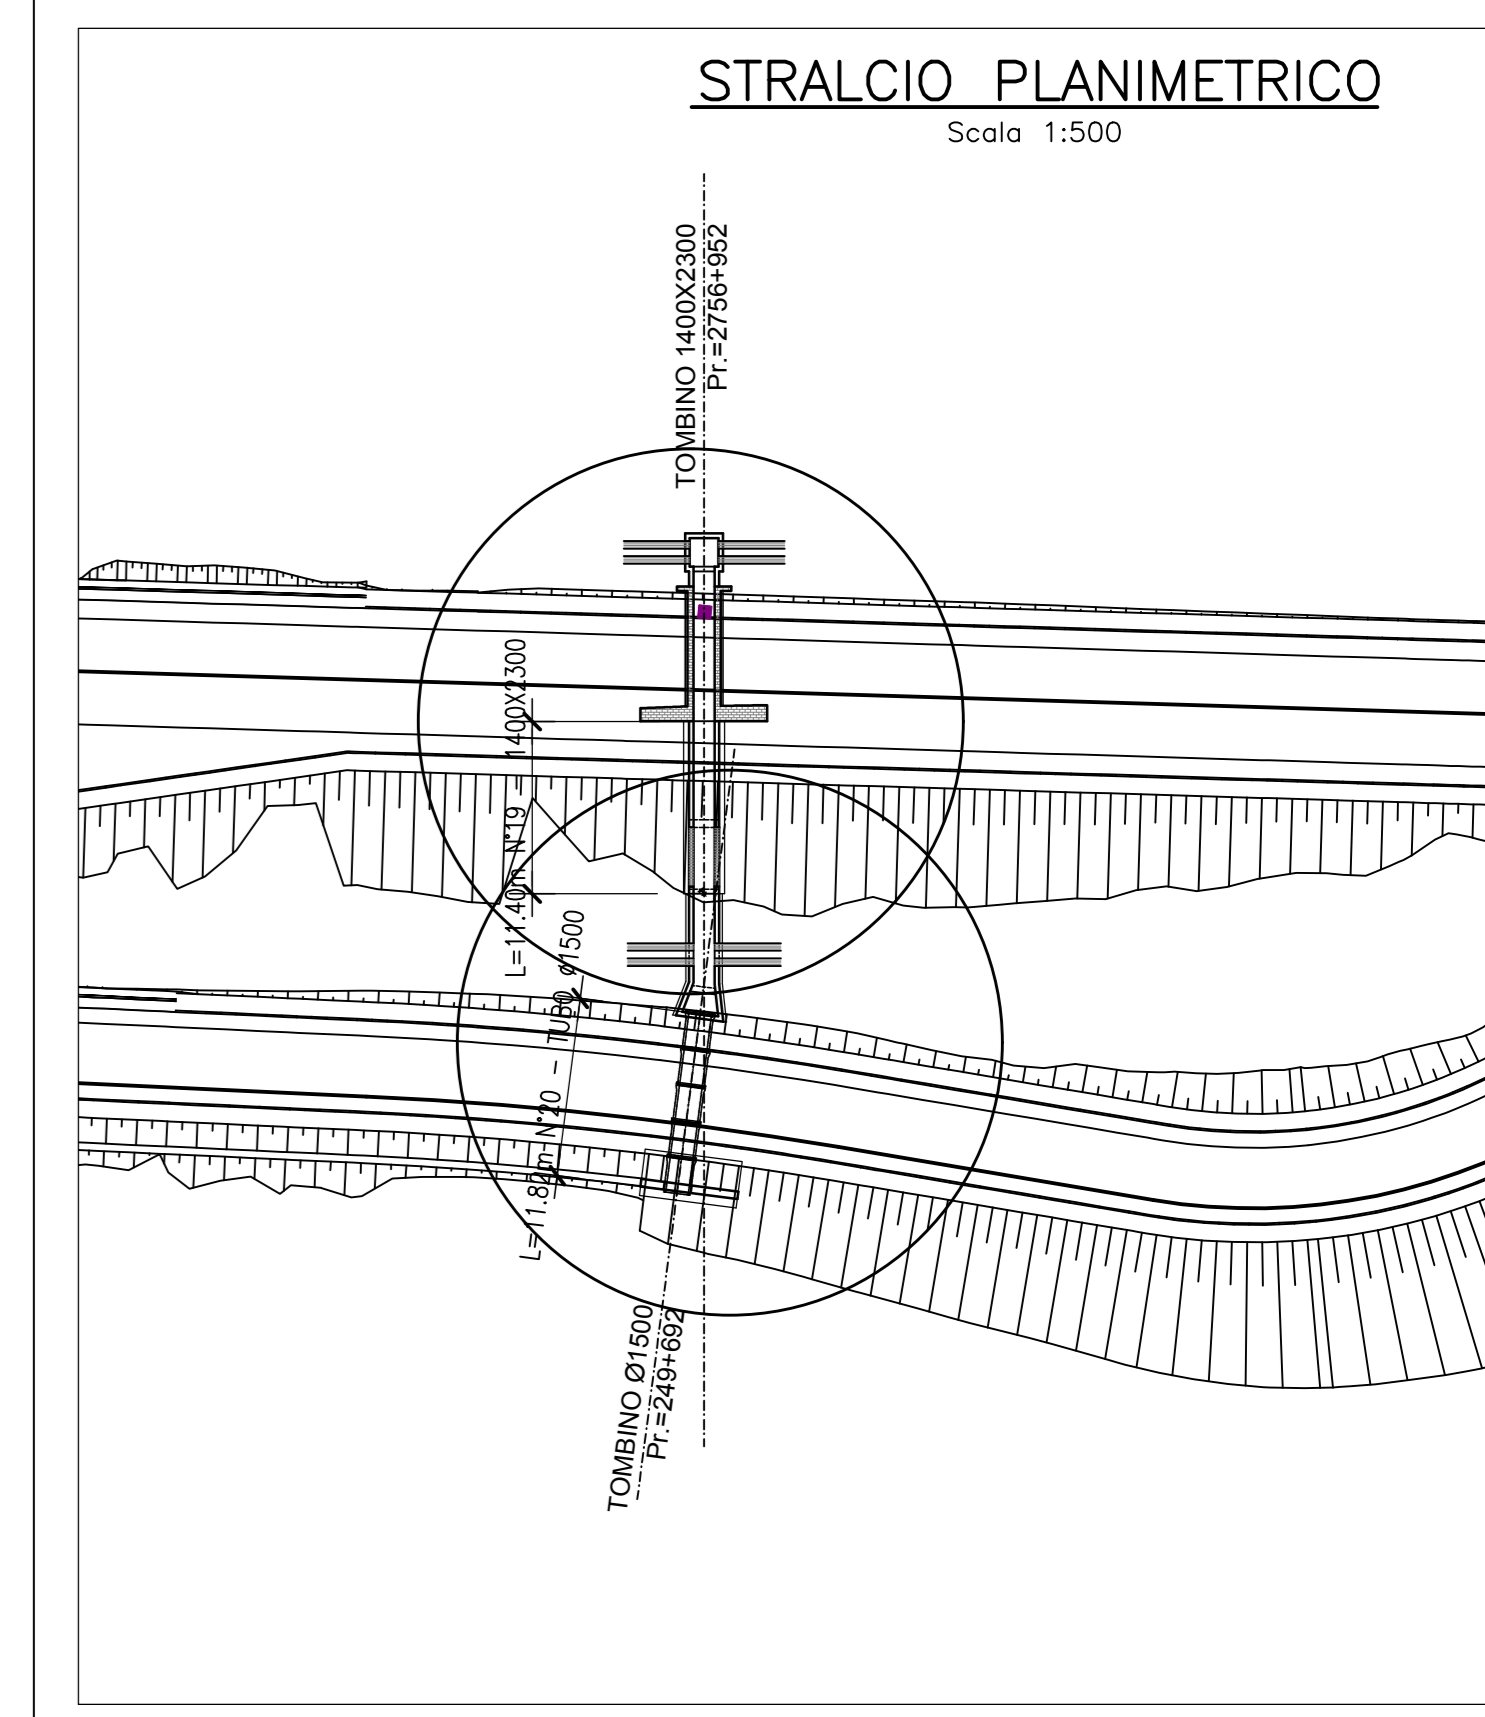 STRALCIO PLANIMETRICO
Scala 1:500
TOMBINO 1400X2300
Pr.=2756+952
L=11.40m N°19 - 1400X2300
L=11.82m- N°20 - TUBO ø1500
TOMBINO Ø1500
Pr.=249+692